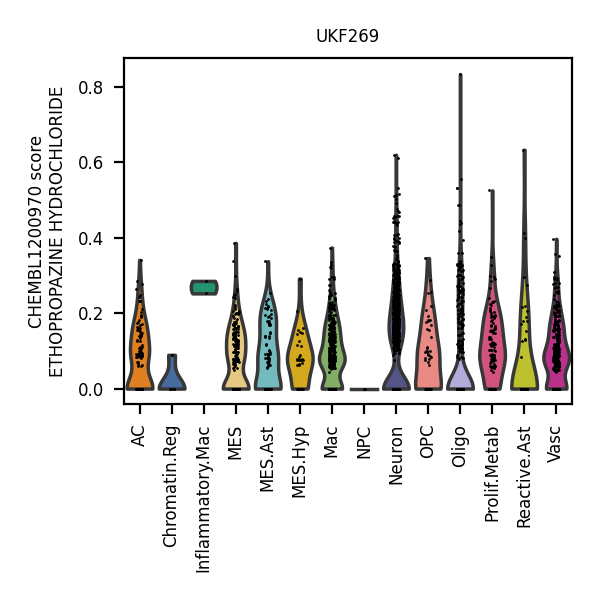 UKF269
CHEMBL1200970 score
ETHOPROPAZINE HYDROCHLORIDE
0.8
0.6
0.4
0.2
0.0
AC
Chromatin.Reg
Inflammatory.Mac
MES
MES.Ast
MES.Hyp
Mac
NPC
Neuron
OPC
Oligo
Prolif.Metab
Reactive.Ast
Vasc